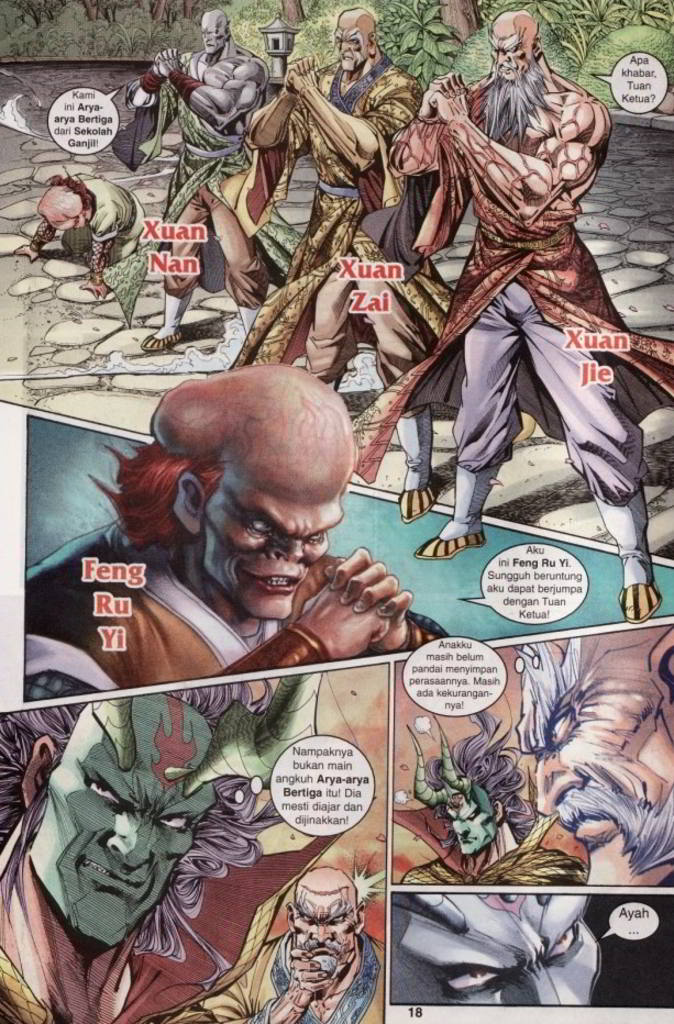 Kami
ini Arya-
arya Bertiga
dari Sekolah
Ganjil!
Apa
khabar,
Tuan
Ketua?
Xuan
Nan
Xuan
Zai
Xuan
Jie
Feng
Ru
Yi
Aku
ini Feng Ru Yi.
Sungguh beruntung
aku dapat berjumpa
dengan Tuan
Ketua!
Anakku
masih belum
pandai menyimpan
perasaannya. Masih
ada kekurangan-
nya!
Nampaknya
bukan main
angkuh Arya-arya
Bertiga itu! Dia
mesti diajar dan
dijinakkan!
Ayah
...
18